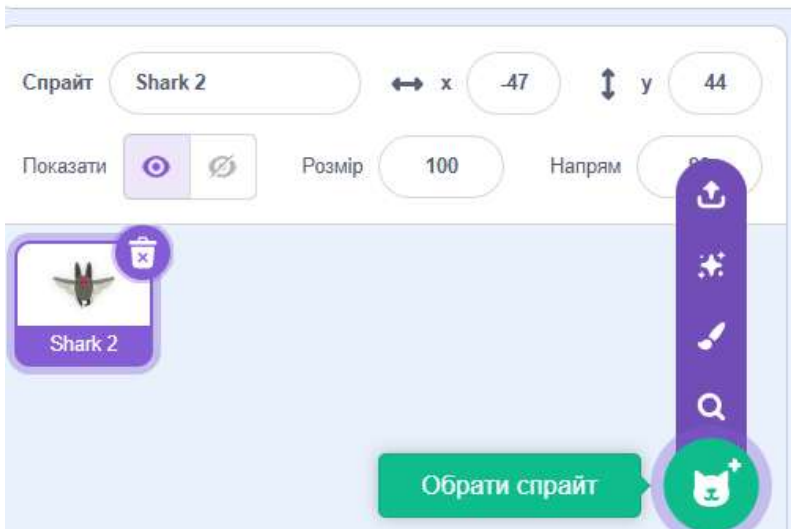 Спрайт Shark 2 x -47 y 44
Показати Розмір 100 Напрям
Shark 2
Обрати спрайт